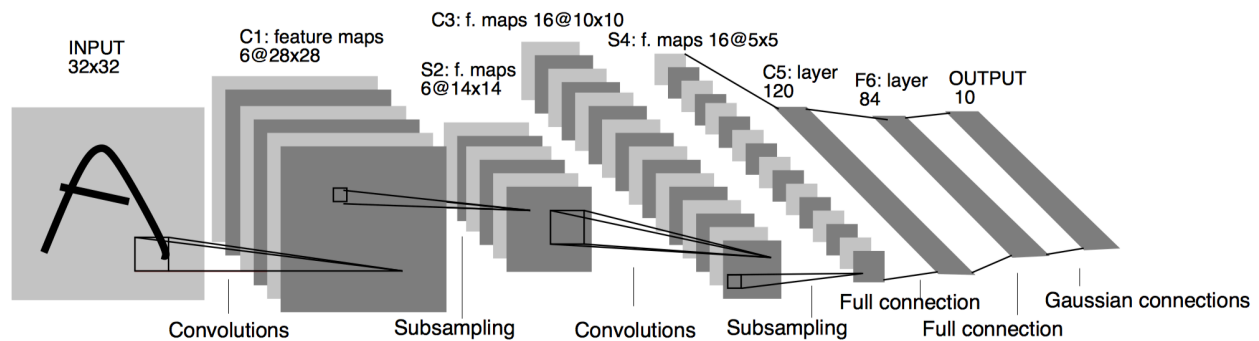 INPUT
32x32
C1: feature maps
6@28x28
S2: f. maps
6@14x14
C3: f. maps 16@10x10
S4: f. maps 16@5x5
C5: layer
120
F6: layer
84
OUTPUT
10
Convolutions
Subsampling
Convolutions
Subsampling
Full connection
Full connection
Gaussian connections